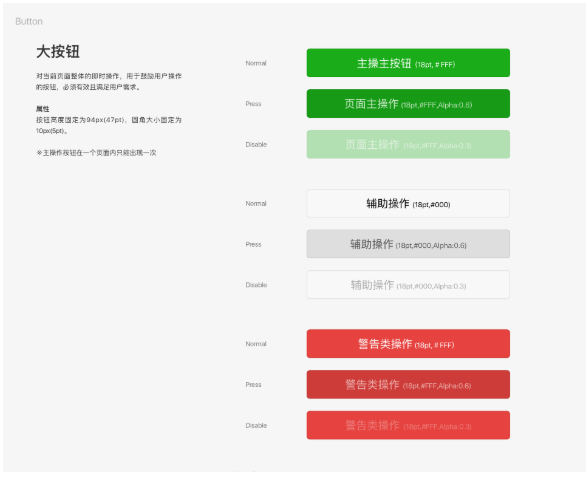 Button
大按钮
对当前页面整体的即时操作，用于鼓励用户操作
的按钮，必须有效且满足用户需求。
属性
按钮高度固定为94px(47pt)，圆角大小固定为
10px(5pt)。
※主操作按钮在一个页面内只能出现一次
Normal
主操主按钮 (18pt, # FFF)
Press
页面主操作 (18pt,#FFF,Alpha:0.6)
Disable
页面主操作 (18pt,#FFF,Alpha:0.3)
Normal
辅助操作 (18pt,#000)
Press
辅助操作 (18pt,#000,Alpha:0.6)
Disable
辅助操作 (18pt,#000,Alpha:0.3)
Normal
警告类操作 (18pt, # FFF)
Press
警告类操作 (18pt,#FFF,Alpha:0.6)
Disable
警告类操作 (18pt,#FFF,Alpha:0.3)